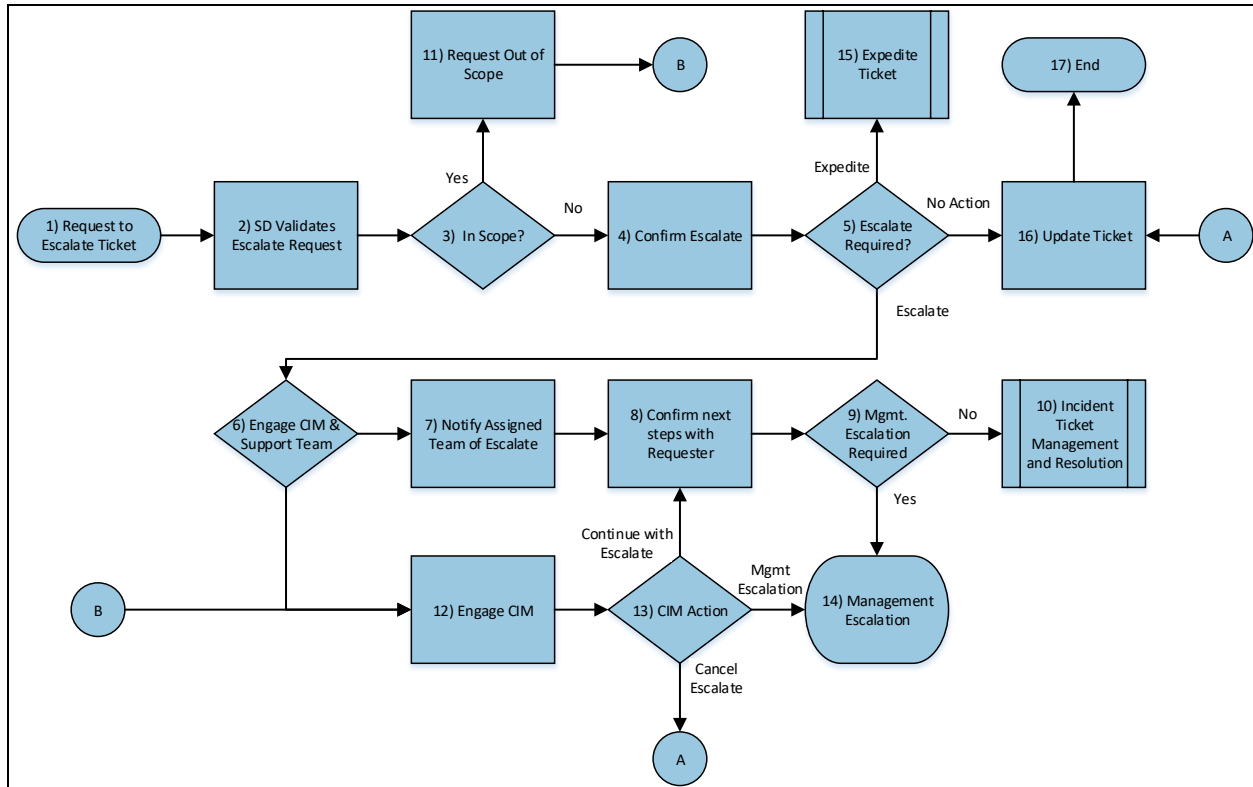 11) Request Out of
Scope
B
15) Expedite
Ticket
17) End
Yes
Expedite
1) Request to
Escalate Ticket
2) SD Validates
Escalate Request
3) In Scope?
No
4) Confirm Escalate
5) Escalate
Required?
No Action
16) Update Ticket
A
Escalate
6) Engage CIM &
Support Team
7) Notify Assigned
Team of Escalate
8) Confirm next
steps with
Requester
9) Mgmt.
Escalation
Required
No
10) Incident
Ticket
Management
and Resolution
Yes
Continue with
Escalate
B
12) Engage CIM
13) CIM Action
Mgmt
Escalation
14) Management
Escalation
Cancel
Escalate
A